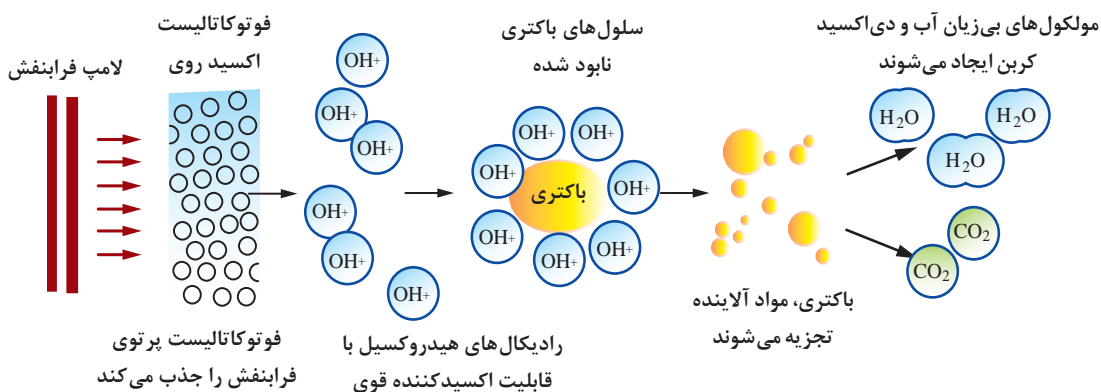 فوتوکاتالیست
اکسید روی
لامپ فرابنفش
سلول‌های باکتری
نابود شده
مولکول‌های بی‌زیان آب و دی‌اکسید
کربن ایجاد می‌شوند
OH+
OH+
OH+
OH+
OH+
OH+
OH+
OH+
OH+
OH+
OH+
OH+
OH+
OH+
باکتری
H₂O
H₂O
H₂O
CO₂
CO₂
باکتری، مواد آلاینده
تجزیه می‌شوند
رادیکال‌های هیدروکسیل با
قابلیت اکسیدکننده قوی
فوتوکاتالیست پرتوی
فرابنفش را جذب می‌کند